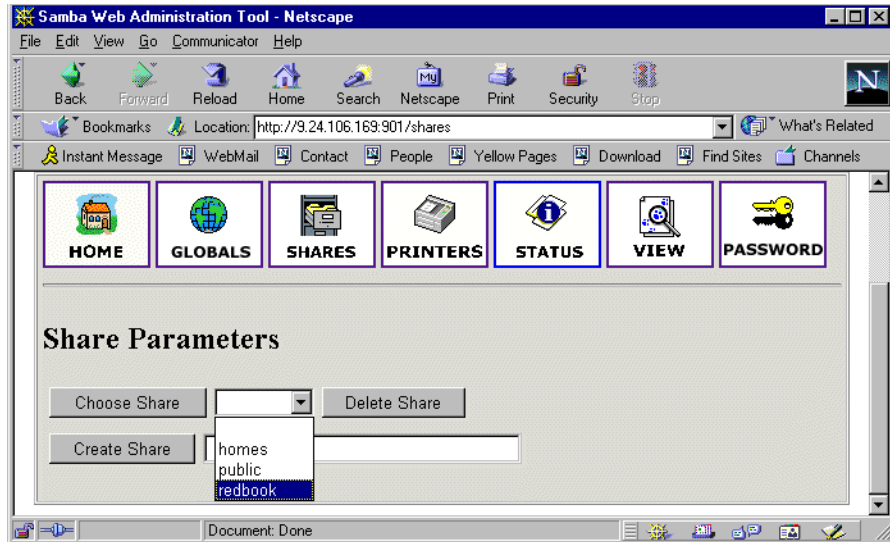 Samba Web Administration Tool - Netscape
File Edit View Go Communicator Help
Back Forward Reload Home Search Netscape Print Security Stop
My
N
Bookmarks Location: http://9.24.106.169:901/shares What's Related
Instant Message WebMail Contact People Yellow Pages Download Find Sites Channels
HOME GLOBALS SHARES PRINTERS STATUS VIEW PASSWORD
Share Parameters
Choose Share Delete Share
Create Share
homes
public
redbook
Document: Done